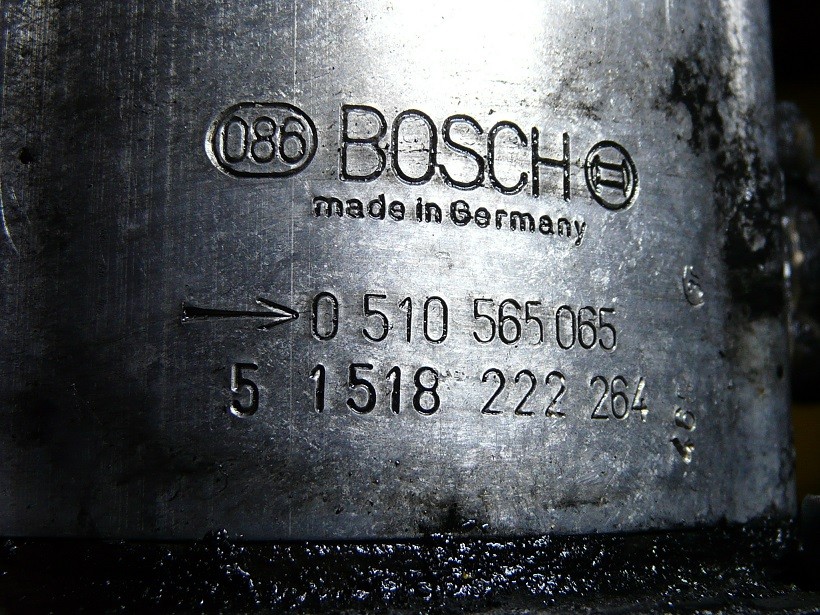 086 BOSCH
made in Germany
0 510 565 065
5 1518 222 264